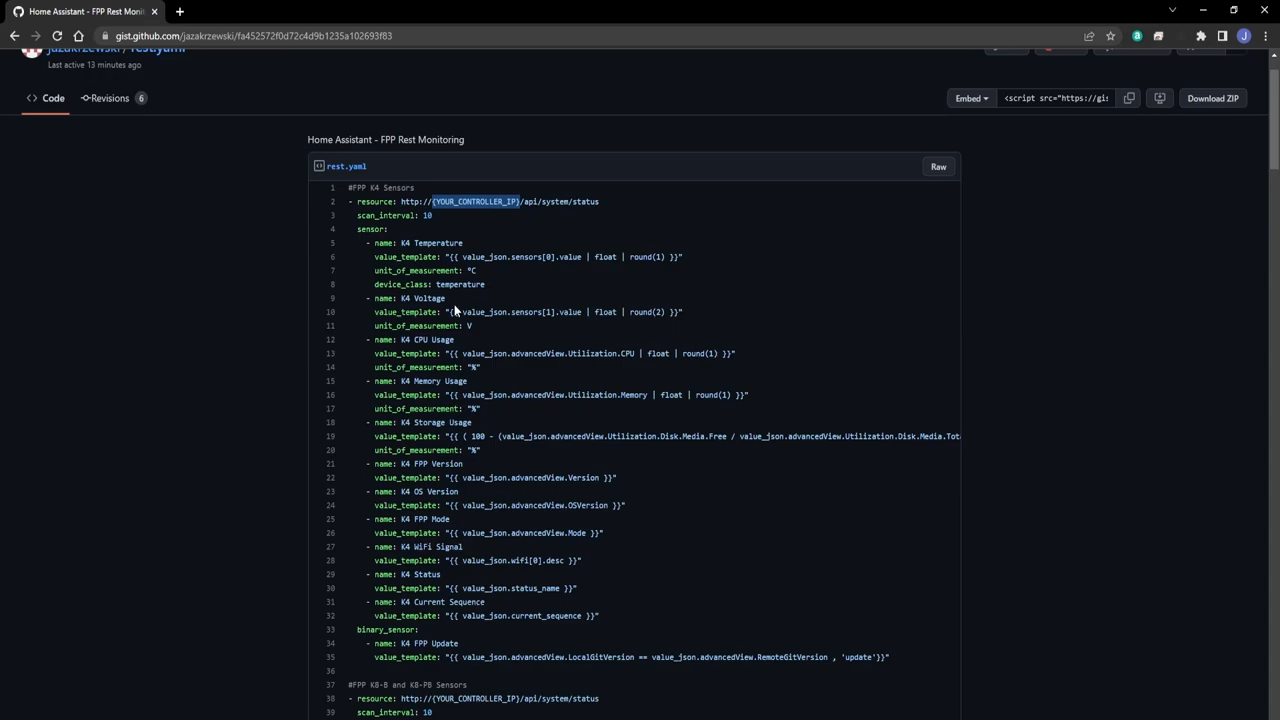 Home Assistant - FPP Rest Monit
gist.github.com/jazakrzewski/fa452572f0d72c4d9b1235a102693f83
J
jazakrzewski / rest.yaml
Last active 13 minutes ago
<> Code
Revisions 6
Embed
<script src="https://gis
Download ZIP
Home Assistant - FPP Rest Monitoring
rest.yaml
Raw
1 #FPP K4 Sensors
2 - resource: http://{YOUR_CONTROLLER_IP}/api/system/status
3 scan_interval: 10
4 sensor:
5 - name: K4 Temperature
6 value_template: "{{ value_json.sensors[0].value | float | round(1) }}"
7 unit_of_measurement: °C
8 device_class: temperature
9 - name: K4 Voltage
10 value_template: "{{ value_json.sensors[1].value | float | round(2) }}"
11 unit_of_measurement: V
12 - name: K4 CPU Usage
13 value_template: "{{ value_json.advancedView.Utilization.CPU | float | round(1) }}"
14 unit_of_measurement: "%"
15 - name: K4 Memory Usage
16 value_template: "{{ value_json.advancedView.Utilization.Memory | float | round(1) }}"
17 unit_of_measurement: "%"
18 - name: K4 Storage Usage
19 value_template: "{{ ( 100 - (value_json.advancedView.Utilization.Disk.Media.Free / value_json.advancedView.Utilization.Disk.Media.Tota
20 unit_of_measurement: "%"
21 - name: K4 FPP Version
22 value_template: "{{ value_json.advancedView.Version }}"
23 - name: K4 OS Version
24 value_template: "{{ value_json.advancedView.OSVersion }}"
25 - name: K4 FPP Mode
26 value_template: "{{ value_json.advancedView.Mode }}"
27 - name: K4 WiFi Signal
28 value_template: "{{ value_json.wifi[0].desc }}"
29 - name: K4 Status
30 value_template: "{{ value_json.status_name }}"
31 - name: K4 Current Sequence
32 value_template: "{{ value_json.current_sequence }}"
33 binary_sensor:
34 - name: K4 FPP Update
35 value_template: "{{ value_json.advancedView.LocalGitVersion == value_json.advancedView.RemoteGitVersion , 'update'}}"
36
37 #FPP K8-B and K8-PB Sensors
38 - resource: http://{YOUR_CONTROLLER_IP}/api/system/status
39 scan_interval: 10